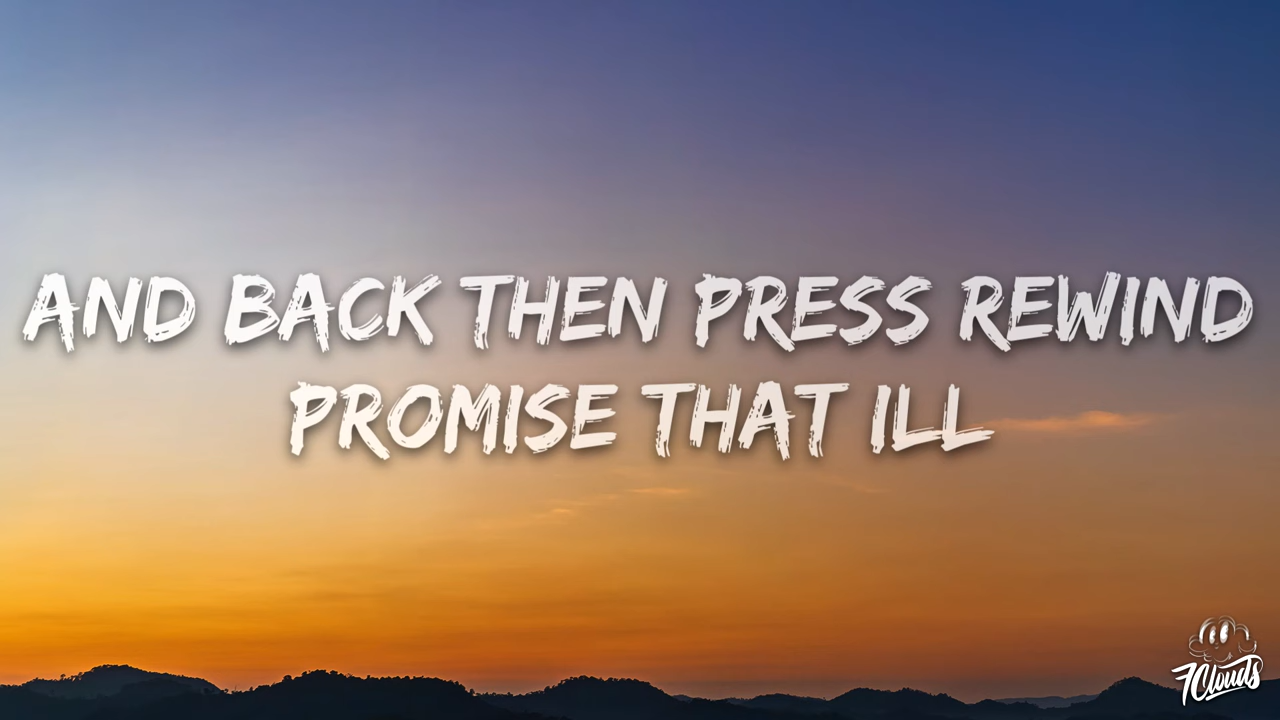 AND BACK THEN PRESS REWIND
PROMISE THAT ILL
7Clouds